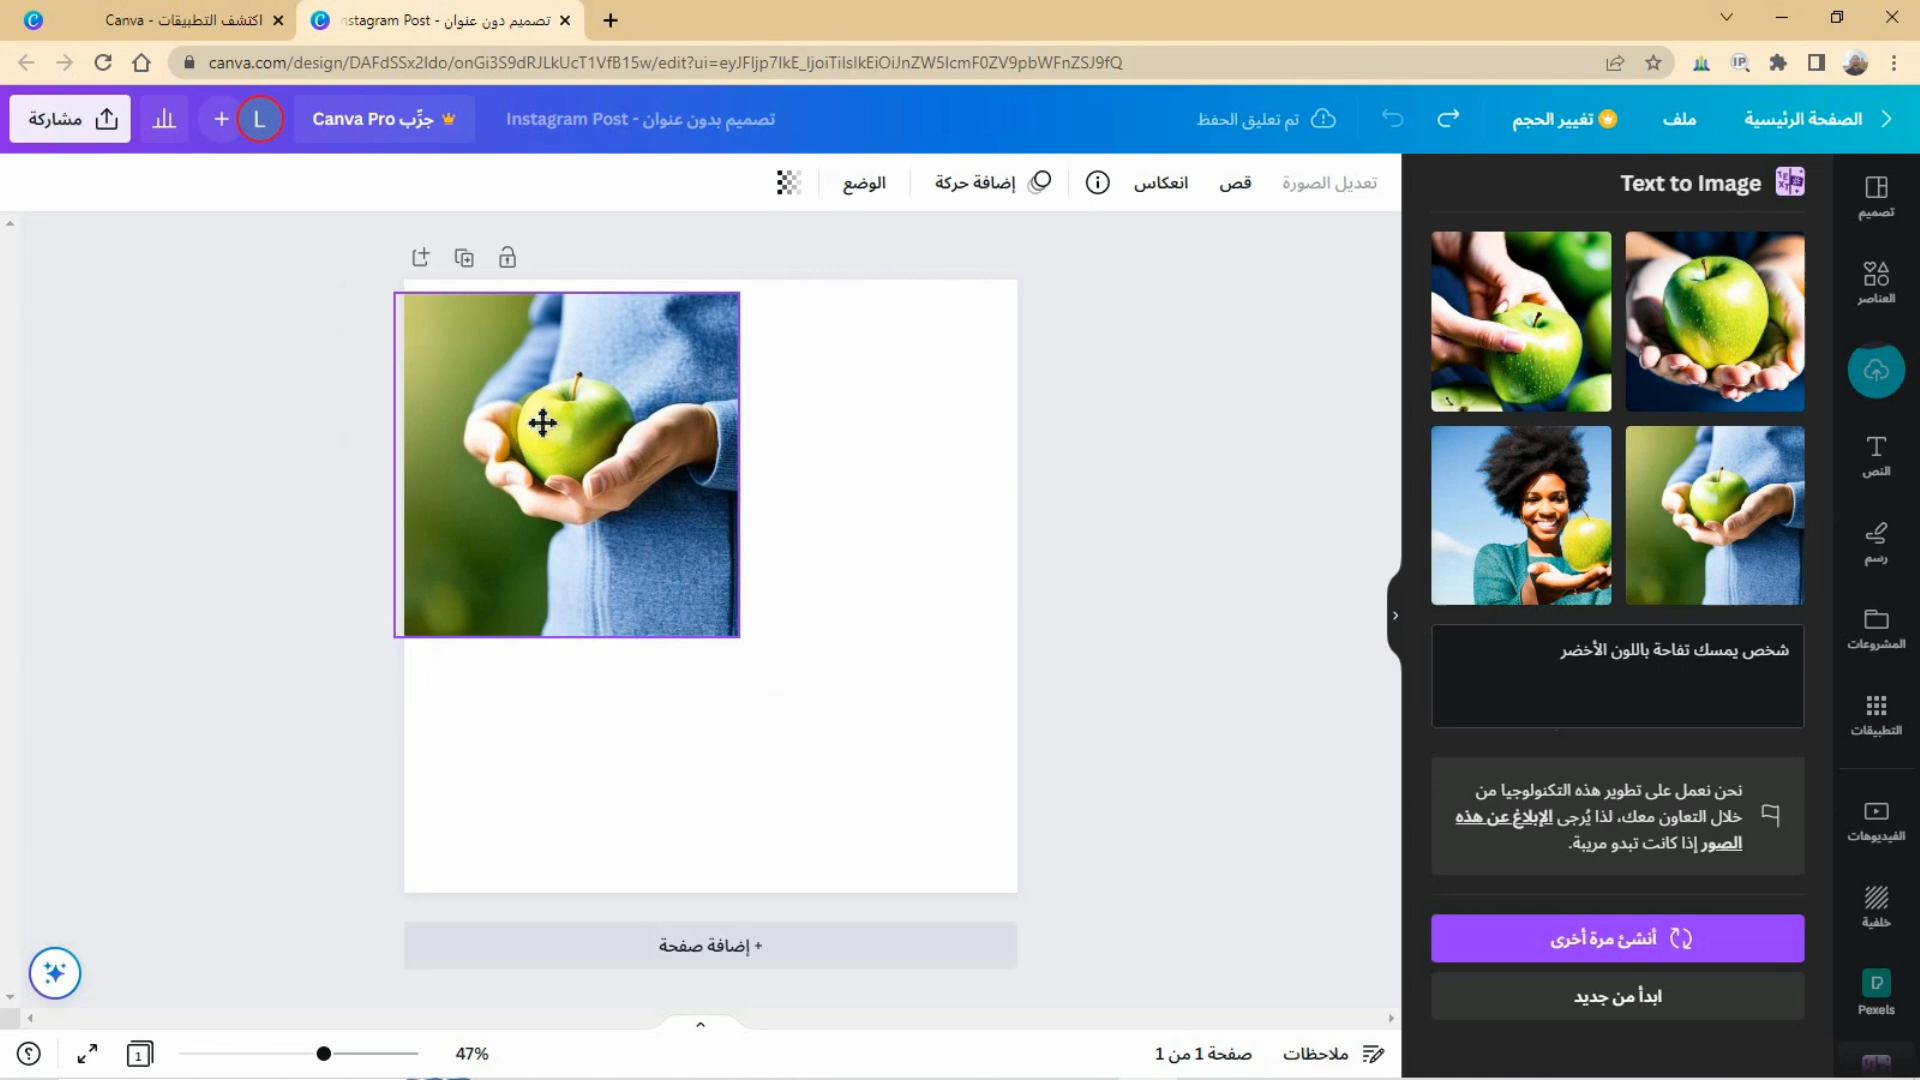 اكتشف التطبيقات - Canva
تصميم دون عنوان - nstagram Post
canva.com/design/DAFdSSx2Ido/onGi3S9dRJLkUcT1VfB15w/edit?ui=eyJFIjp7IkE_IjoiTiIsIkEiOiJnZW5lcmF0ZV9pbWFnZSJ9fQ
الصفحة الرئيسية
ملف
تغيير الحجم
تم تعليق الحفظ
تصميم بدون عنوان - Instagram Post
جرِّب Canva Pro
L
مشاركة
تعديل الصورة
قص
انعكاس
إضافة حركة
الوضع
Text to Image
تصميم
العناصر
النص
رسم
المشروعات
التطبيقات
الفيديوهات
خلفية
Pexels
شخص يمسك تفاحة باللون الأخضر
نحن نعمل على تطوير هذه التكنولوجيا من
خلال التعاون معك، لذا يُرجى الإبلاغ عن هذه
الصور إذا كانت تبدو مريبة.
أنشئ مرة أخرى
ابدأ من جديد
+ إضافة صفحة
ملاحظات
صفحة 1 من 1
47%
1